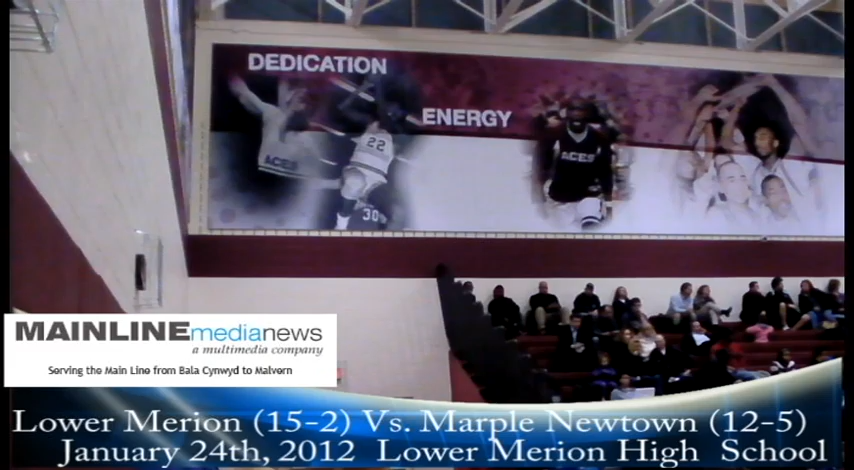 DEDICATION
ENERGY
22
ACES
ACES
30
MAINLINEmedianews
a multimedia company
Serving the Main Line from Bala Cynwyd to Malvern
Lower Merion (15-2) Vs. Marple Newtown (12-5)
January 24th, 2012 Lower Merion High School